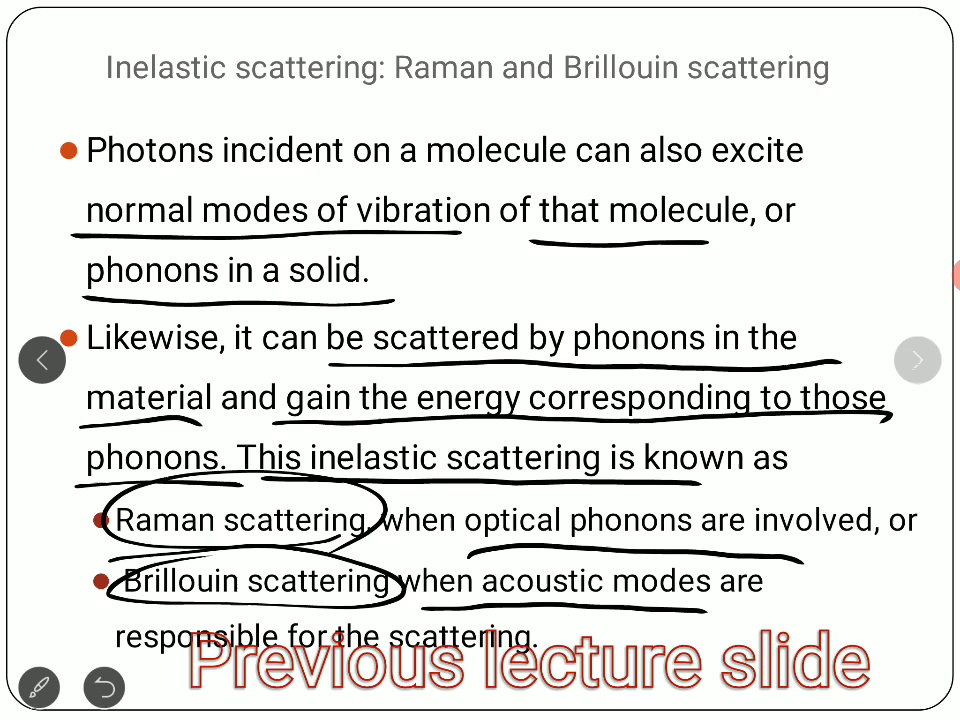 Inelastic scattering: Raman and Brillouin scattering
Photons incident on a molecule can also excite
normal modes of vibration of that molecule, or
phonons in a solid.
Likewise, it can be scattered by phonons in the
material and gain the energy corresponding to those
phonons. This inelastic scattering is known as
Raman scattering, when optical phonons are involved, or
Brillouin scattering when acoustic modes are
responsible for the scattering.
Previous lecture slide